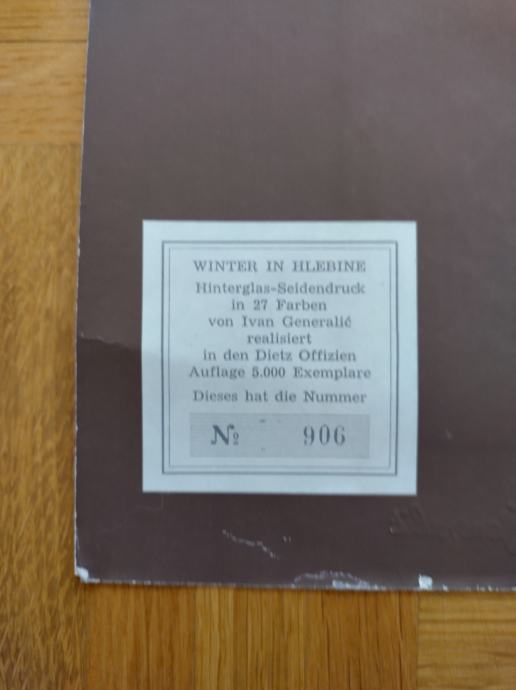 WINTER IN HLEBINE
Hinterglas-Seidendruck
in 27 Farben
von Ivan Generalić
realisiert
in den Dietz Offizien
Auflage 5.000 Exemplare
Dieses hat die Nummer
№ 906